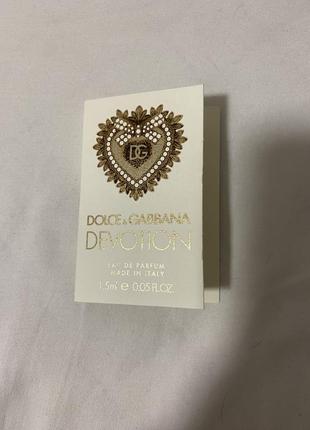 DG
DOLCE & GABBANA
DEVOTION
EAU DE PARFUM
MADE IN ITALY
1.5ml ℮ 0.05 FL.OZ.